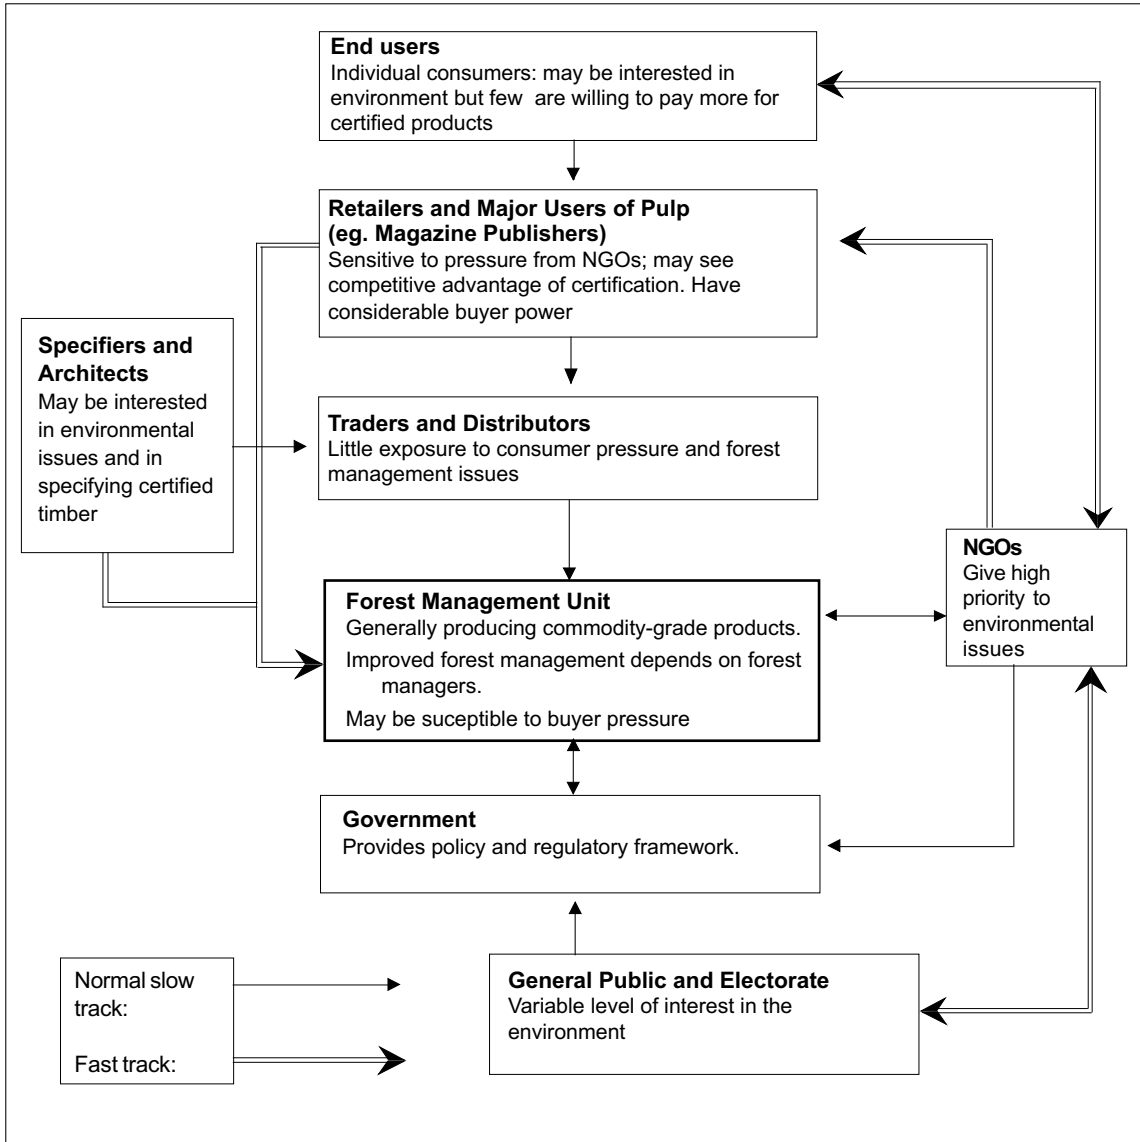 End users
Individual consumers: may be interested in
environment but few are willing to pay more for
certified products
Retailers and Major Users of Pulp
(eg. Magazine Publishers)
Sensitive to pressure from NGOs; may see
competitive advantage of certification. Have
considerable buyer power
Specifiers and
Architects
May be interested
in environmental
issues and in
specifying certified
timber
Traders and Distributors
Little exposure to consumer pressure and forest
management issues
NGOs
Give high
priority to
environmental
issues
Forest Management Unit
Generally producing commodity-grade products.
Improved forest management depends on forest
managers.
May be suceptible to buyer pressure
Government
Provides policy and regulatory framework.
General Public and Electorate
Variable level of interest in the
environment
Normal slow
track:
Fast track: